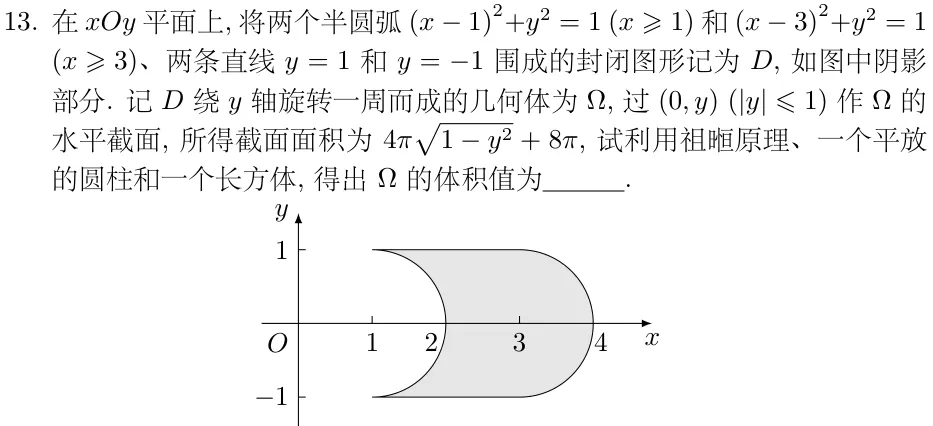 13. 在 xOy 平面上, 将两个半圆弧 (x − 1)²+y² = 1 (x ⩾ 1) 和 (x − 3)²+y² = 1
(x ⩾ 3)、两条直线 y = 1 和 y = −1 围成的封闭图形记为 D, 如图中阴影
部分. 记 D 绕 y 轴旋转一周而成的几何体为 Ω, 过 (0, y) (|y| ⩽ 1) 作 Ω 的
水平截面, 所得截面面积为 4π√(1 − y²) + 8π, 试利用祖暅原理、一个平放
的圆柱和一个长方体, 得出 Ω 的体积值为______.
y
1
O 1 2 3 4 x
−1